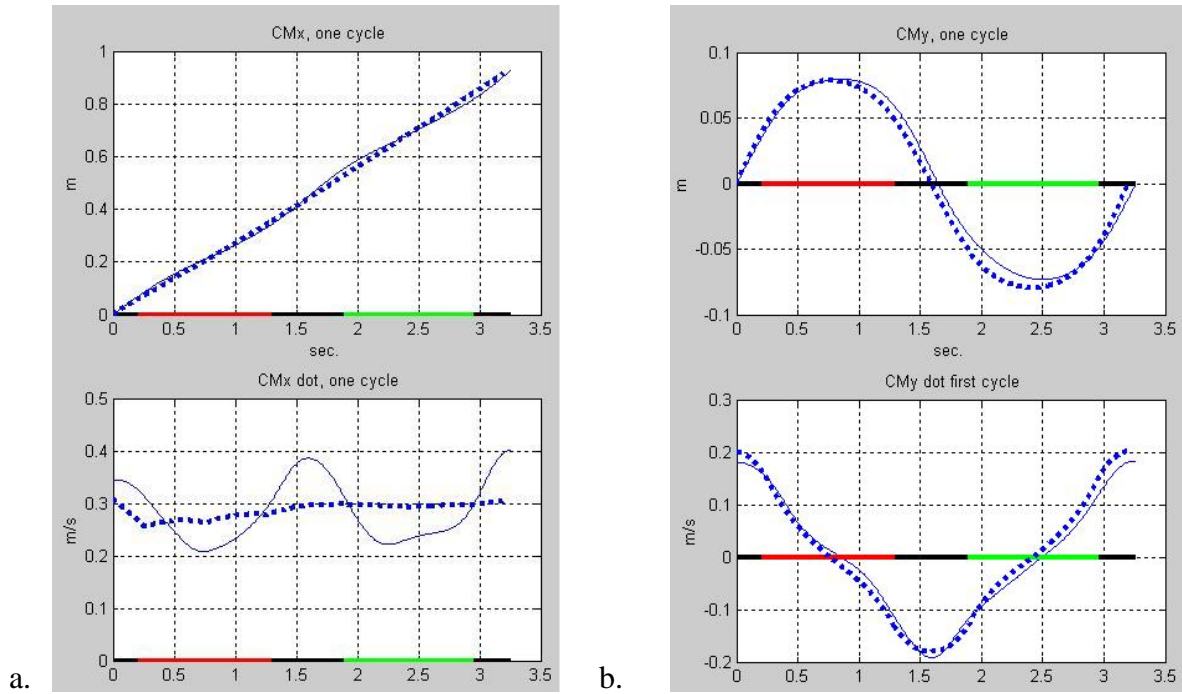 CMx, one cycle
1
0.8
0.6
0.4
0.2
0
m
0 0.5 1 1.5 2 2.5 3 3.5
sec.
CMx dot, one cycle
0.5
0.4
0.3
0.2
0.1
0
m/s
0 0.5 1 1.5 2 2.5 3 3.5
a.
CMy, one cycle
0.1
0.05
0
-0.05
-0.1
m
0 0.5 1 1.5 2 2.5 3 3.5
sec.
CMy dot first cycle
0.3
0.2
0.1
0
-0.1
-0.2
m/s
0 0.5 1 1.5 2 2.5 3 3.5
b.